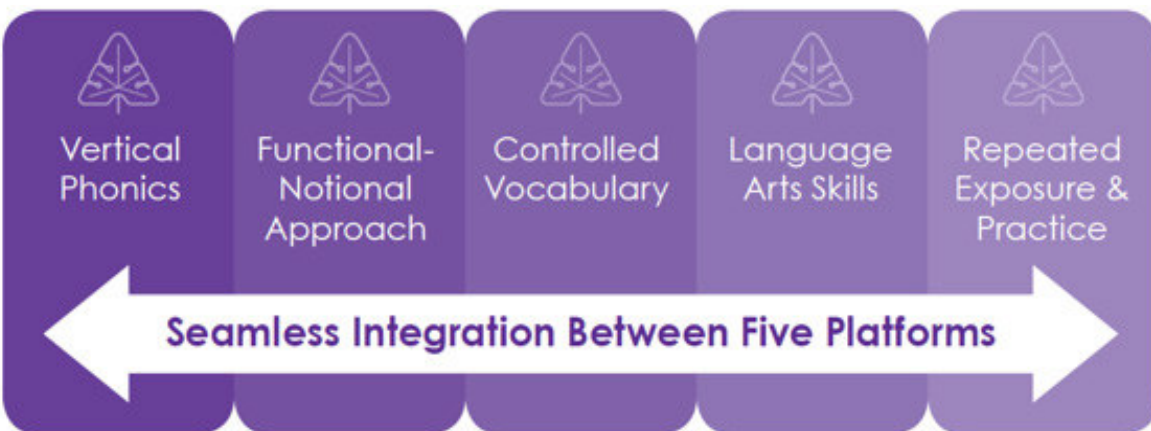 Vertical
Phonics
Functional-
Notional
Approach
Controlled
Vocabulary
Language
Arts Skills
Repeated
Exposure &
Practice
Seamless Integration Between Five Platforms